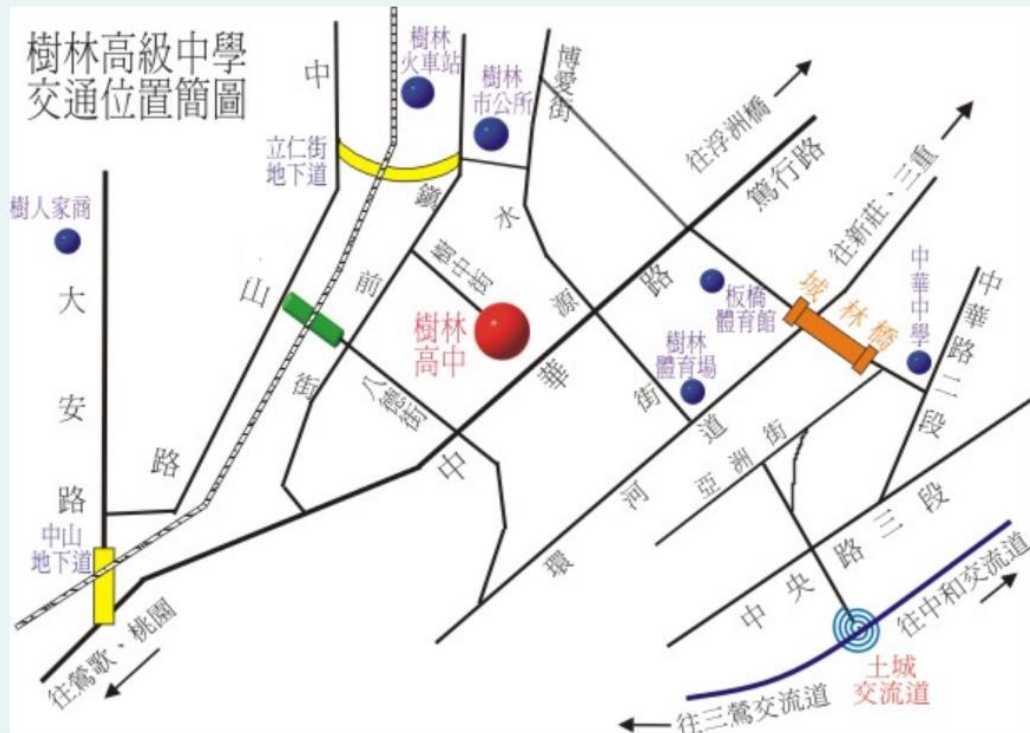 樹林高級中學
交通位置簡圖
樹林
火車站
樹林
市公所
博愛街
往浮洲橋
篤行路
往新莊、三重
立仁街
地下道
中山路
樹人家商
大安路
鎮前街
樹中街
水源街
樹林
高中
八德街
中華路
板橋
體育館
樹林
體育場
城林橋
中華中學
中華路二段
環河道
亞洲街
中山
地下道
中央路三段
往中和交流道
往鶯歌、桃園
土城
交流道
往三鶯交流道